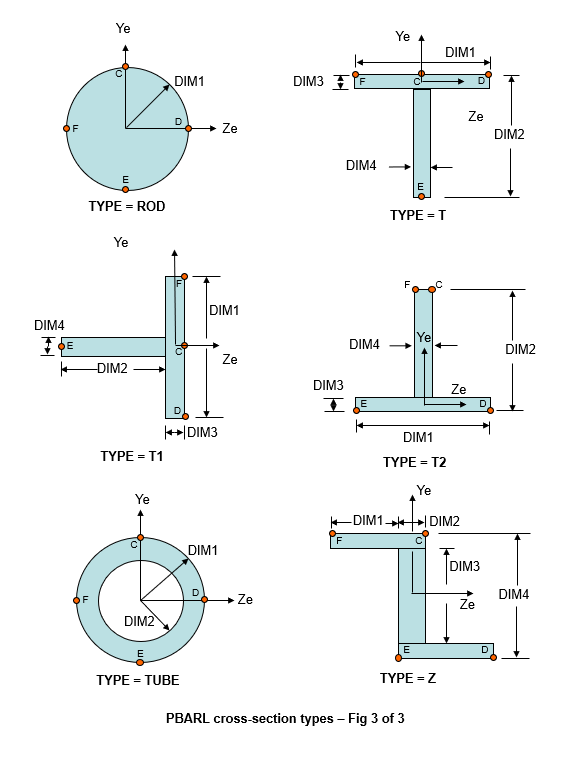 Ye
C
DIM1
D
F
Ze
E
TYPE = ROD
Ye
DIM1
DIM3
F
C
D
Ze
DIM2
DIM4
E
TYPE = T
Ye
F
DIM1
DIM4
E
C
Ze
DIM2
D
DIM3
TYPE = T1
F
C
Ye
DIM4
DIM2
DIM3
Ze
E
D
DIM1
TYPE = T2
Ye
C
DIM1
D
F
Ze
DIM2
E
TYPE = TUBE
Ye
DIM1
DIM2
F
C
DIM3
DIM4
Ze
E
D
TYPE = Z
PBARL cross-section types – Fig 3 of 3